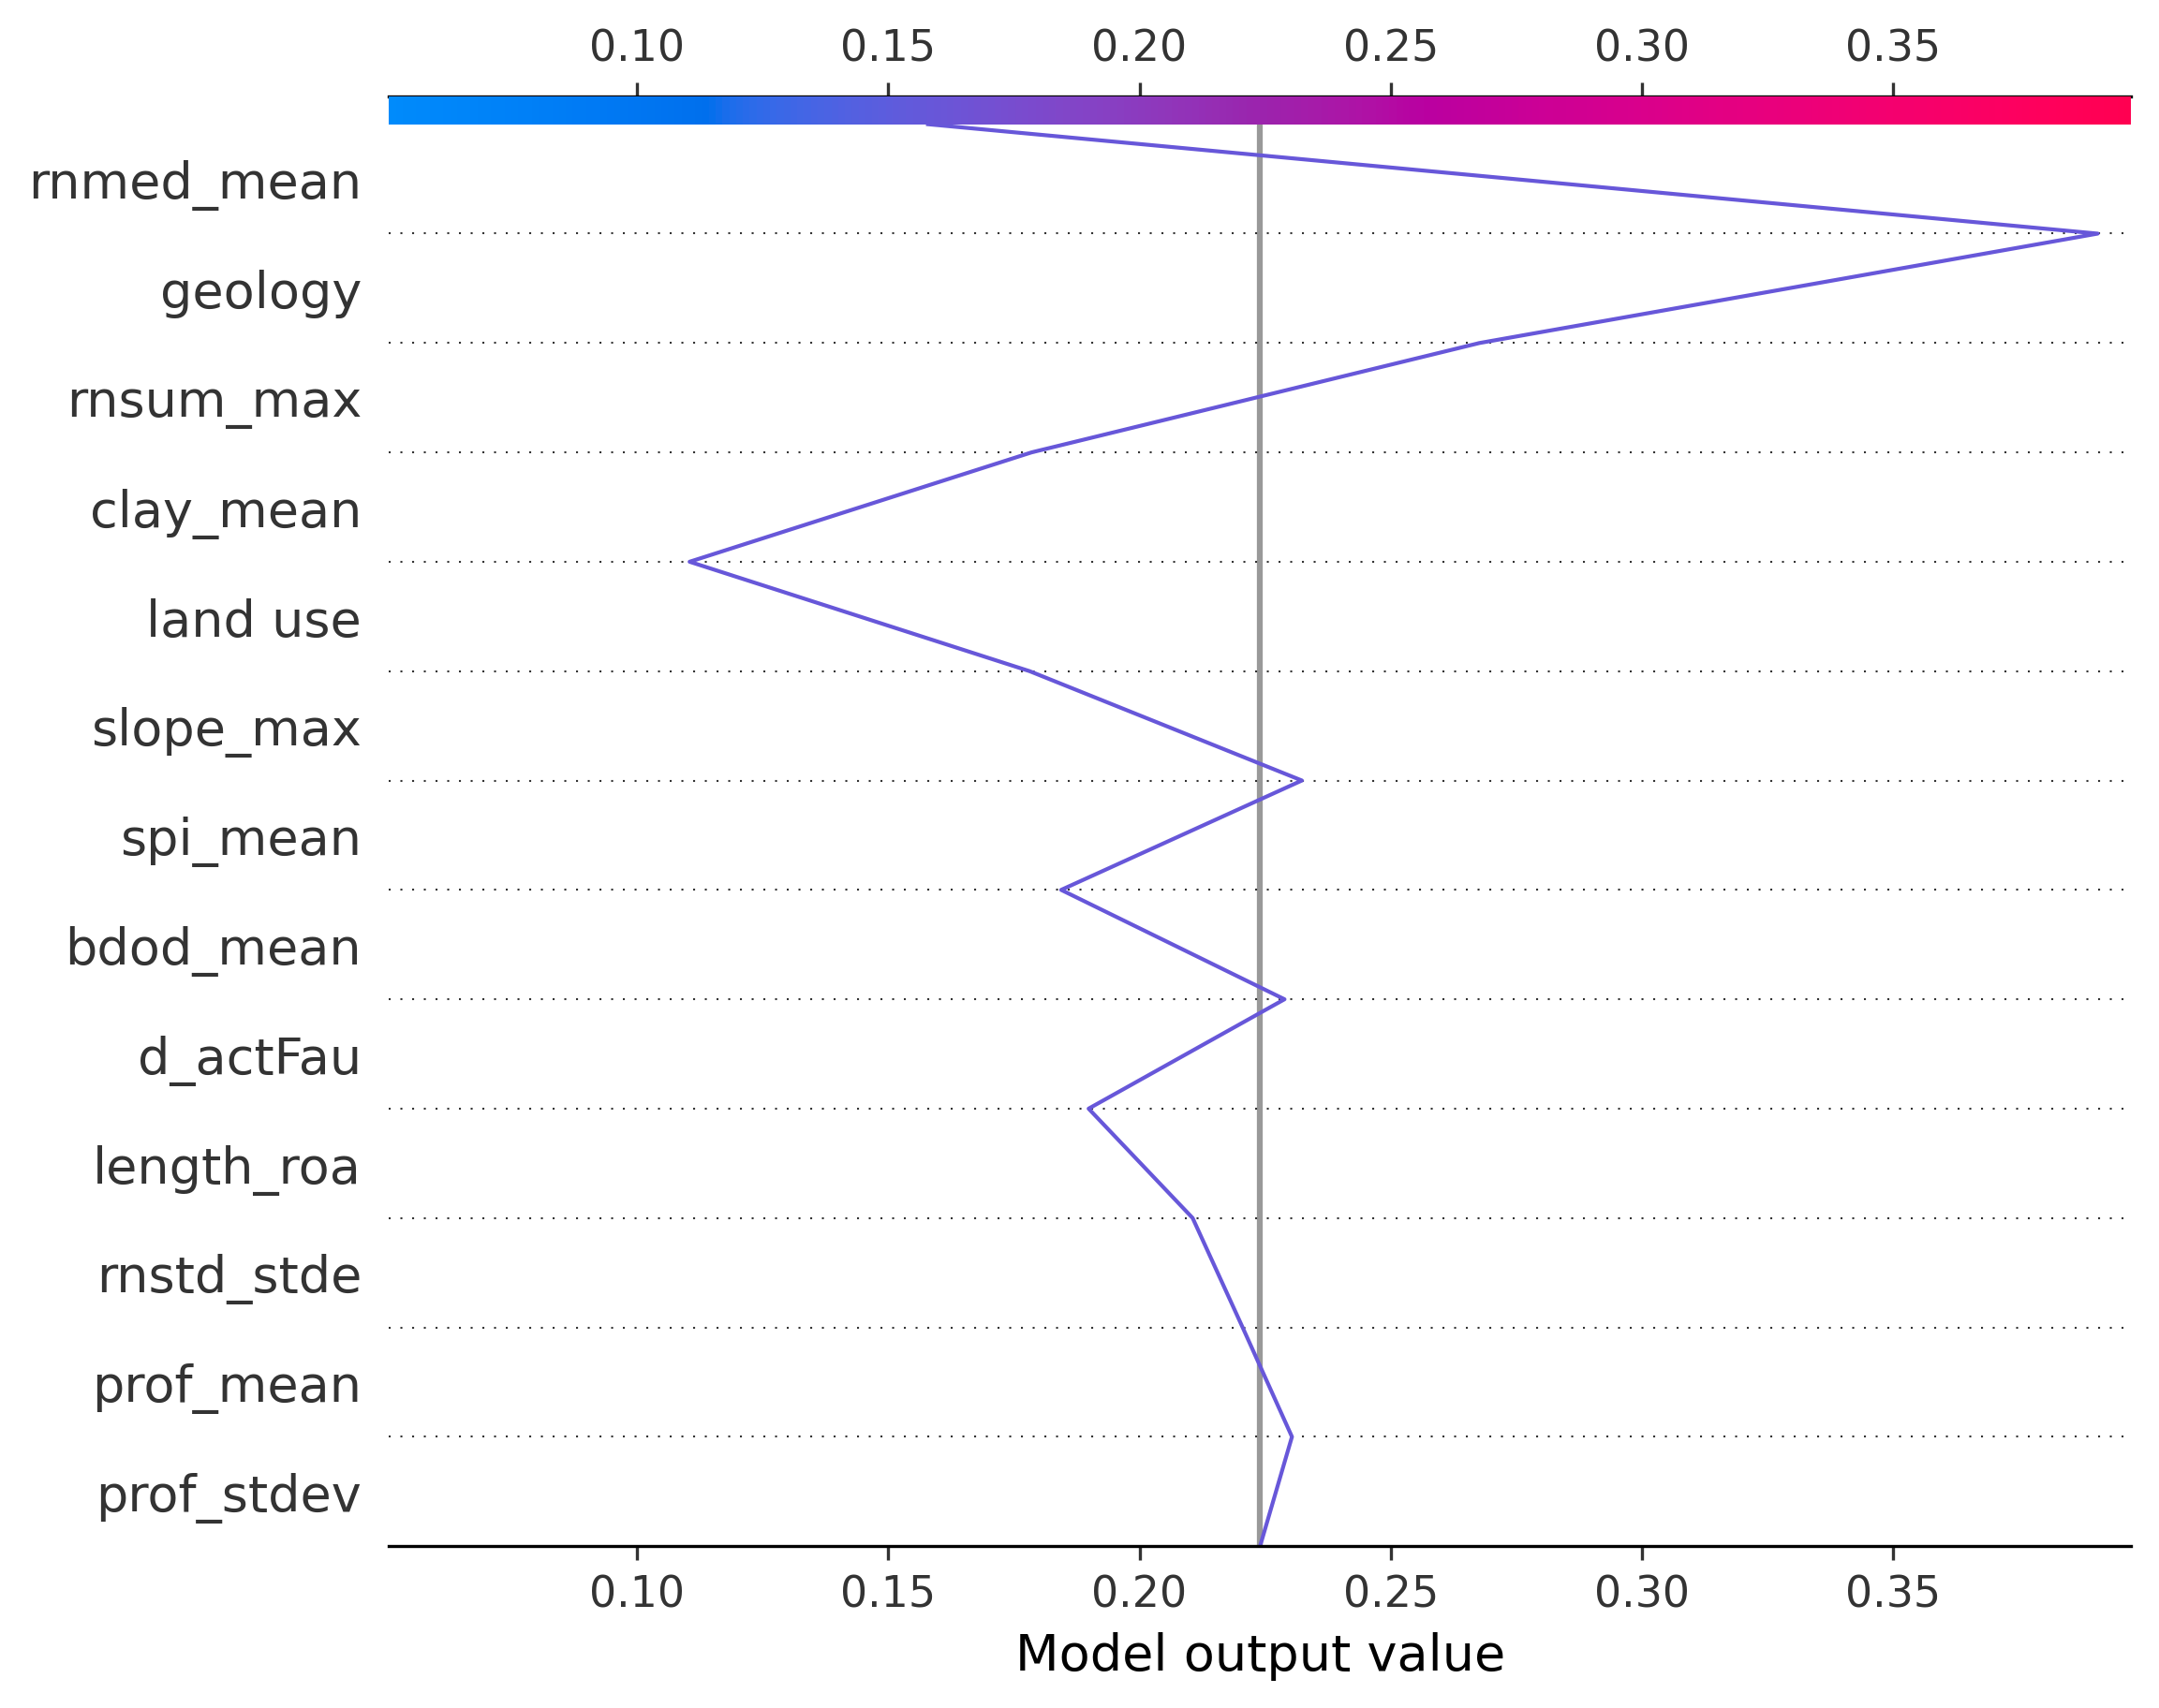 0.10 0.15 0.20 0.25 0.30 0.35
rnmed_mean
geology
rnsum_max
clay_mean
land use
slope_max
spi_mean
bdod_mean
d_actFau
length_roa
rnstd_stde
prof_mean
prof_stdev
0.10 0.15 0.20 0.25 0.30 0.35
Model output value